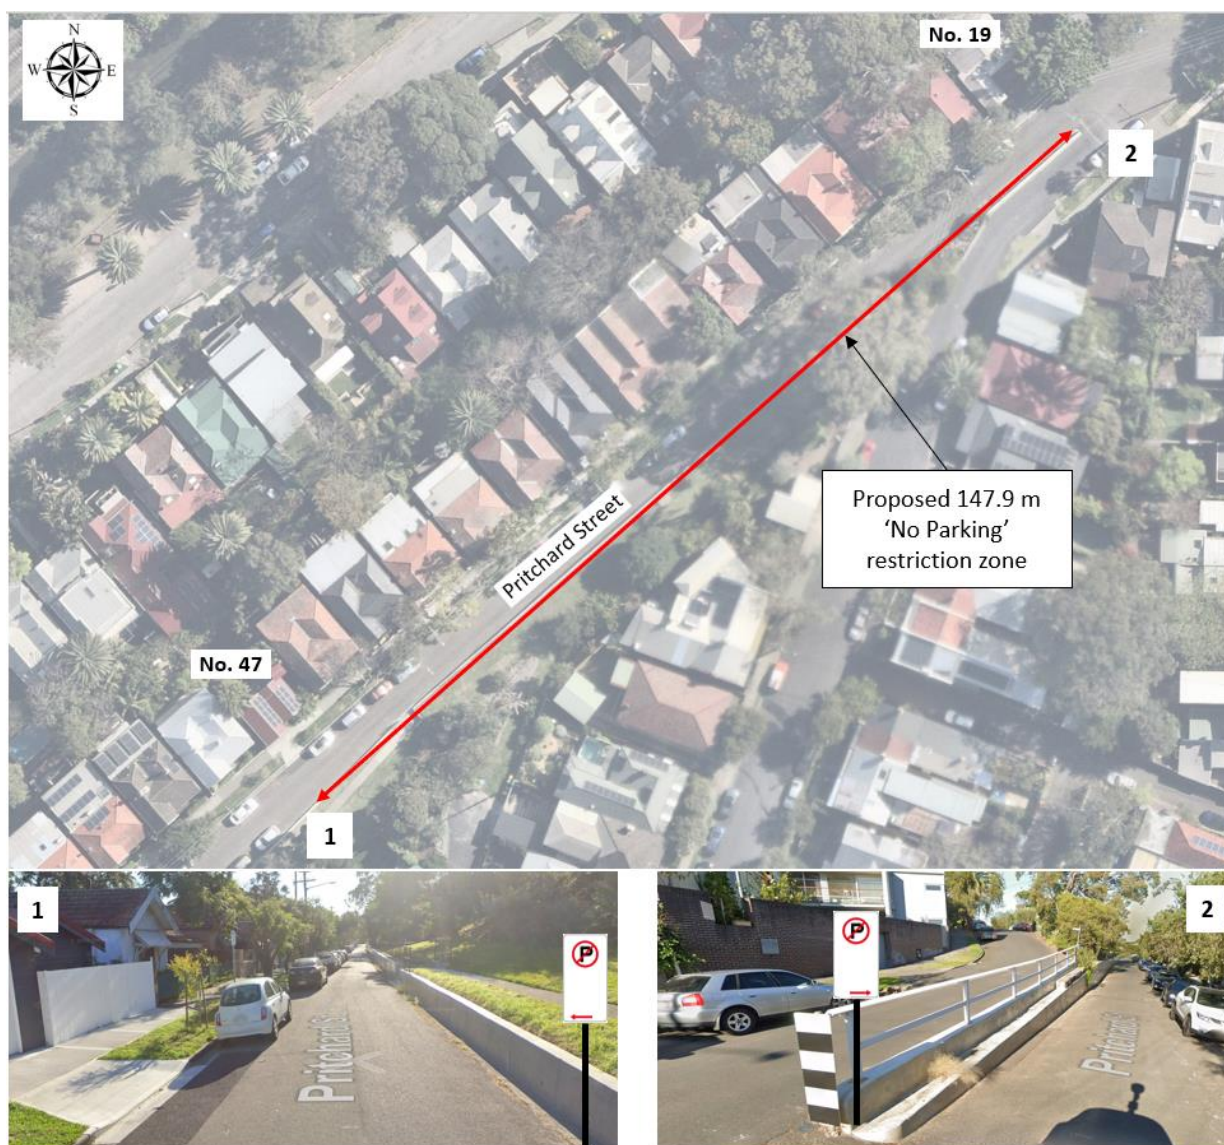 N
W E
S
No. 19
2
Proposed 147.9 m
‘No Parking’
restriction zone
Pritchard Street
No. 47
1
1
P
Pritchard S
2
P
Pritchard St